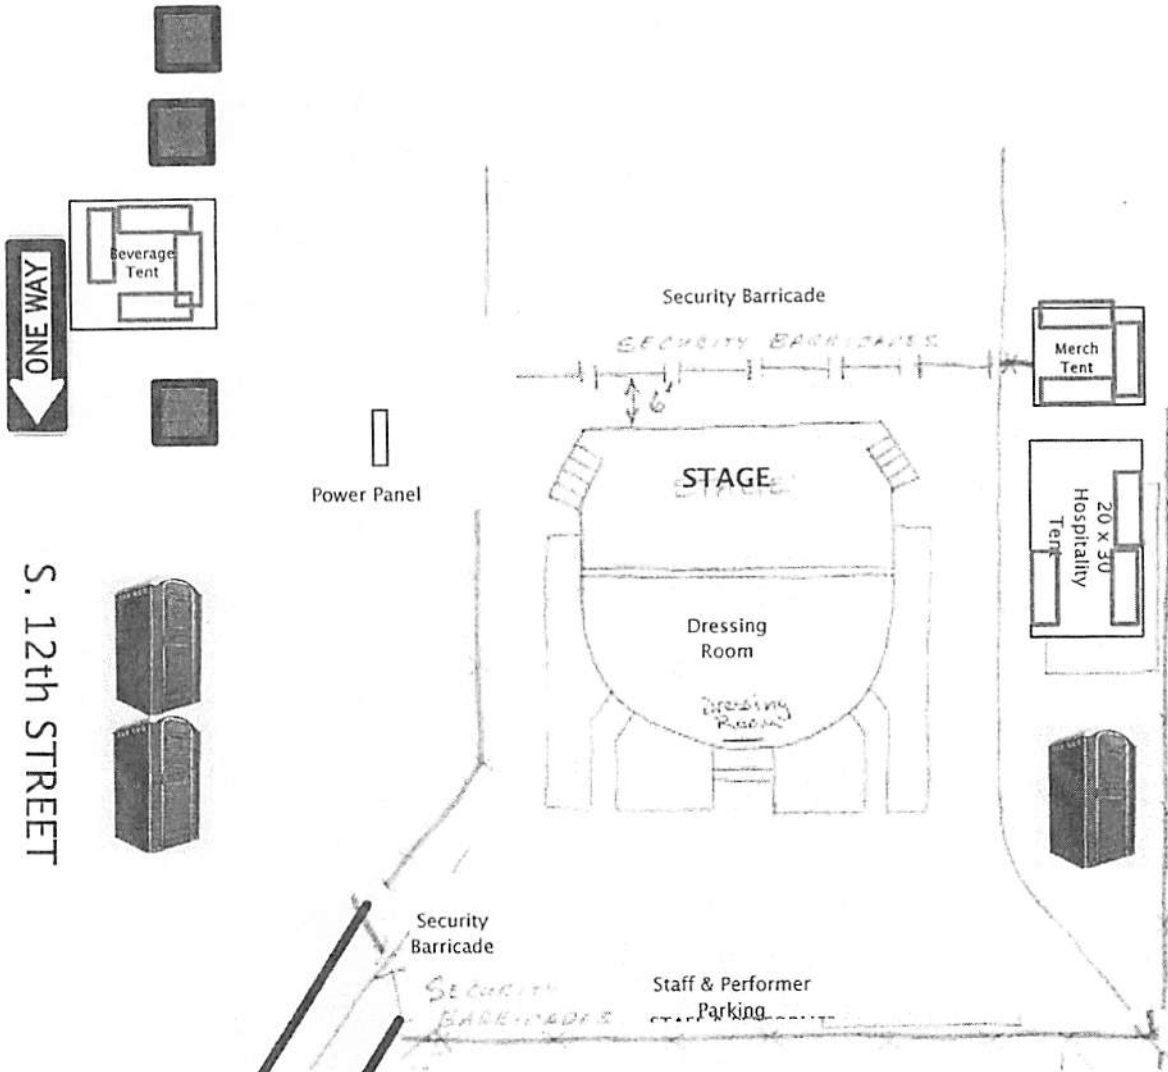 Beverage
Tent
ONE WAY
Security Barricade
SECURITY BARRICADES
6'
Merch
Tent
STAGE
STAGE
Power Panel
20 x 30
Hospitality
Tent
S. 12th STREET
Dressing
Room
Dressing
Room
Security
Barricade
SECURITY
BARRICADES
Staff & Performer
Parking